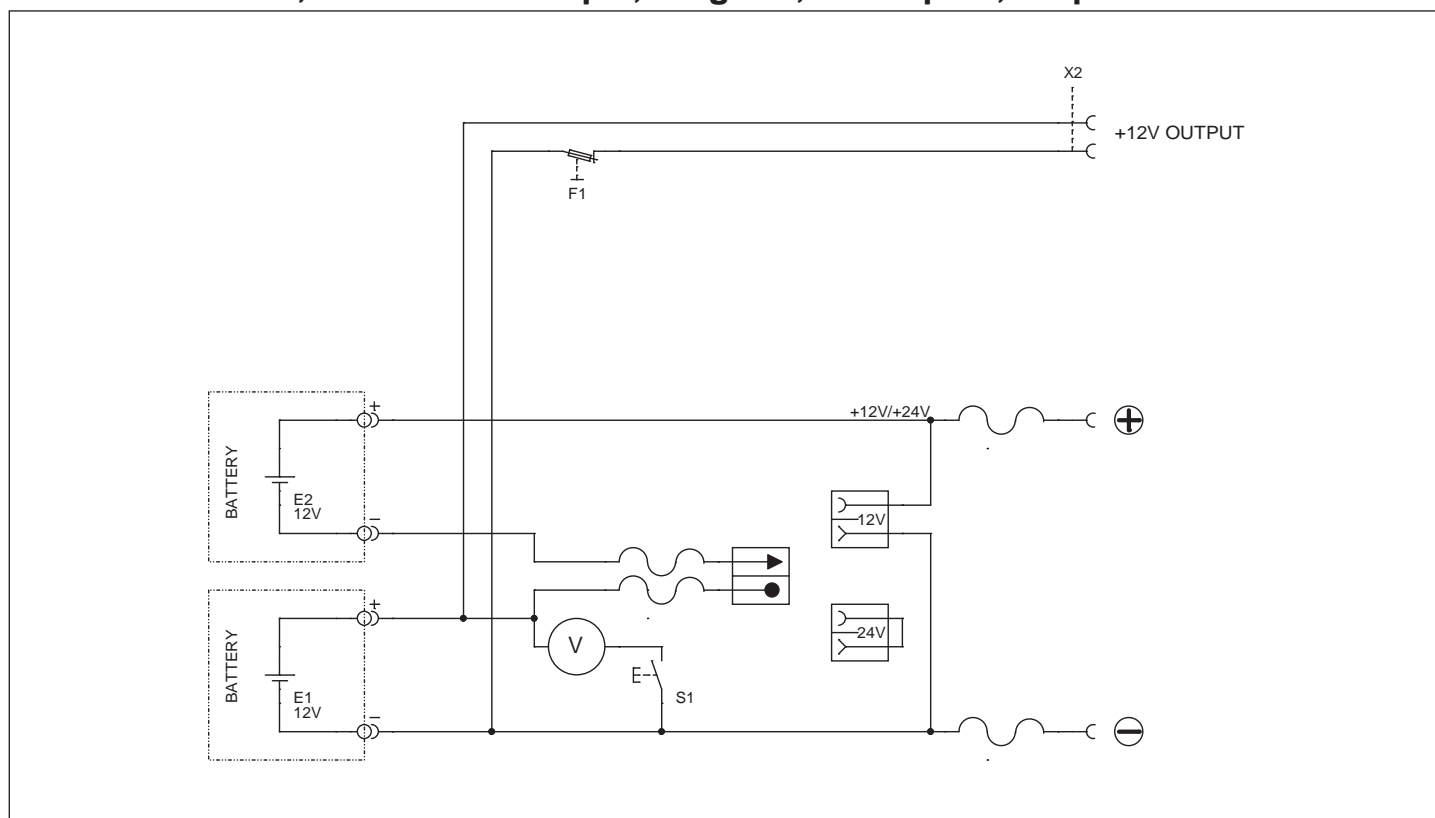 X2
+12V OUTPUT
F1
+12V/+24V
+
BATTERY
E2
12V
12V
−
+
24V
BATTERY
V
E1
12V
S1
−